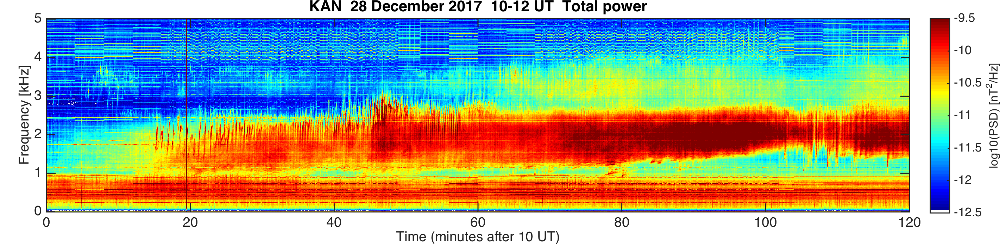 KAN 28 December 2017 10-12 UT Total power
5
4
3
2
1
0
Frequency [kHz]
0 20 40 60 80 100 120
Time (minutes after 10 UT)
-9.5
-10
-10.5
-11
-11.5
-12
-12.5
log10(PSD) [nT²/Hz]